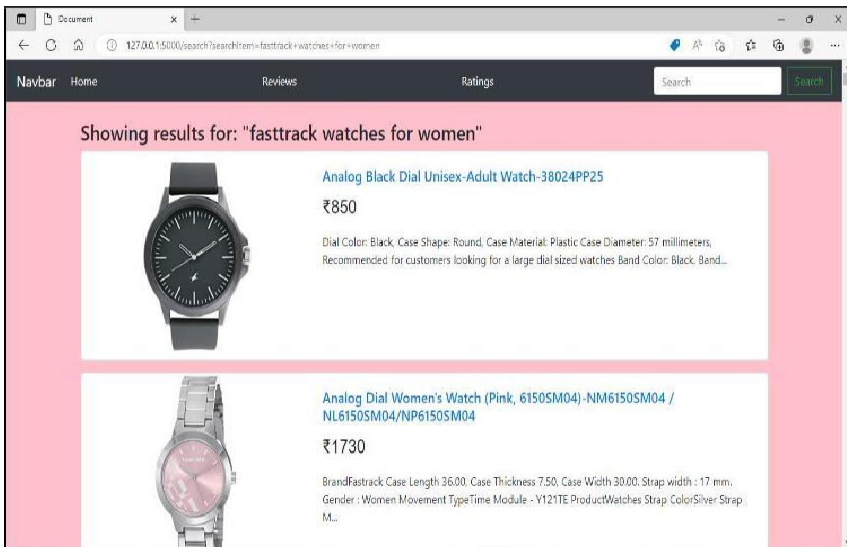 Document
127.0.0.1:5000/search?searchItem=fasttrack+watches+for+women
Navbar Home Reviews Ratings Search Search
Showing results for: "fasttrack watches for women"
Analog Black Dial Unisex-Adult Watch-38024PP25
₹850
Dial Color: Black, Case Shape: Round, Case Material: Plastic Case Diameter: 57 millimeters,
Recommended for customers looking for a large dial sized watches Band Color: Black, Band...
Analog Dial Women's Watch (Pink, 6150SM04)-NM6150SM04 /
NL6150SM04/NP6150SM04
₹1730
BrandFastrack Case Length 36.00, Case Thickness 7.50, Case Width 30.00, Strap width : 17 mm,
Gender : Women Movement TypeTime Module - Y121TE ProductWatches Strap ColorSilver Strap
M...